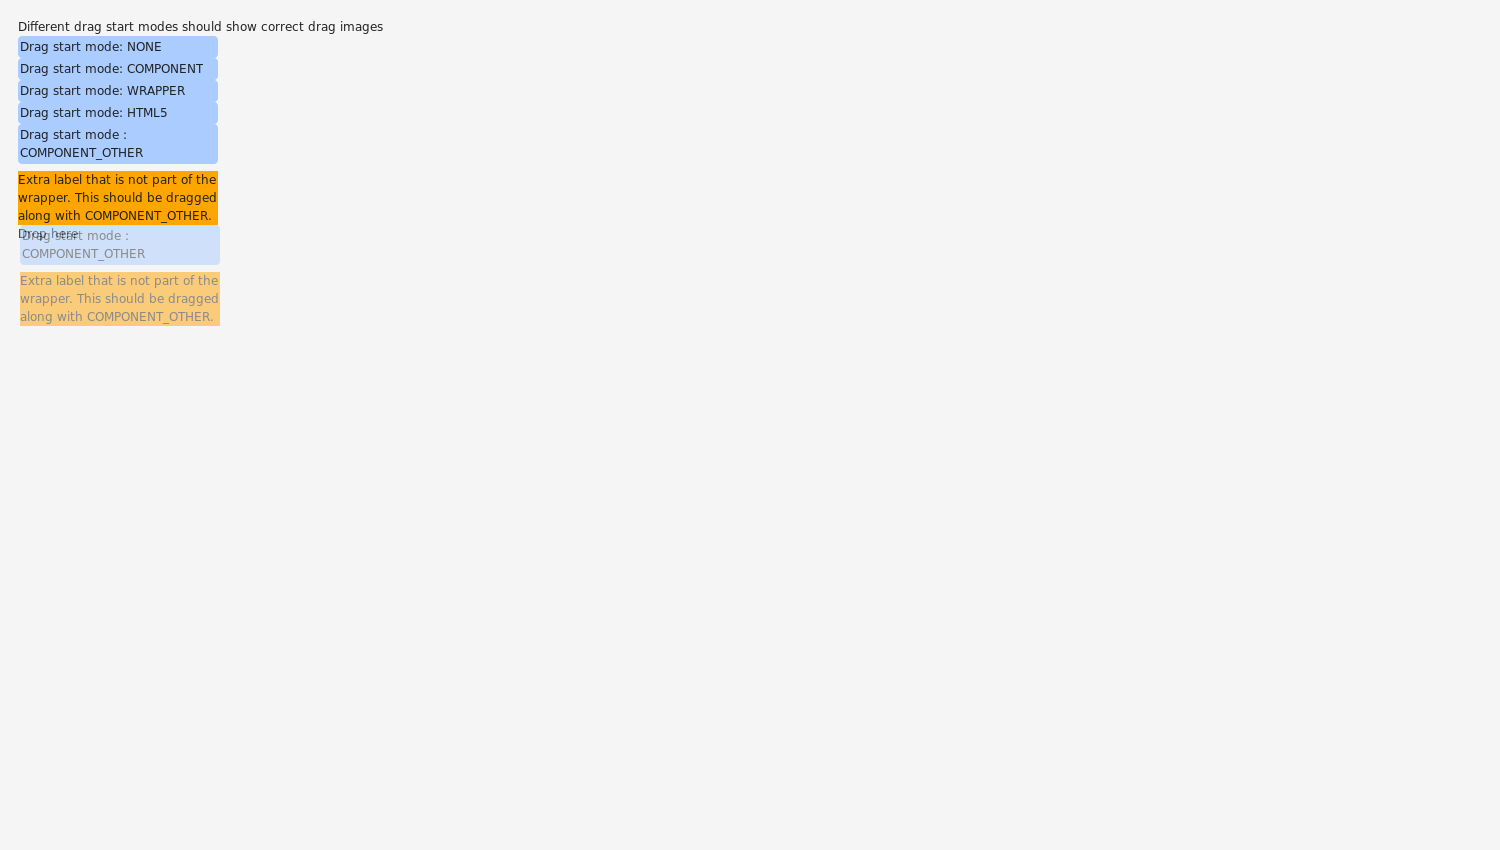 Different drag start modes should show correct drag images
Drag start mode: NONE
Drag start mode: COMPONENT
Drag start mode: WRAPPER
Drag start mode: HTML5
Drag start mode :
COMPONENT_OTHER
Extra label that is not part of the
wrapper. This should be dragged
along with COMPONENT_OTHER.
Drop here
Drag start mode :
COMPONENT_OTHER
Extra label that is not part of the
wrapper. This should be dragged
along with COMPONENT_OTHER.